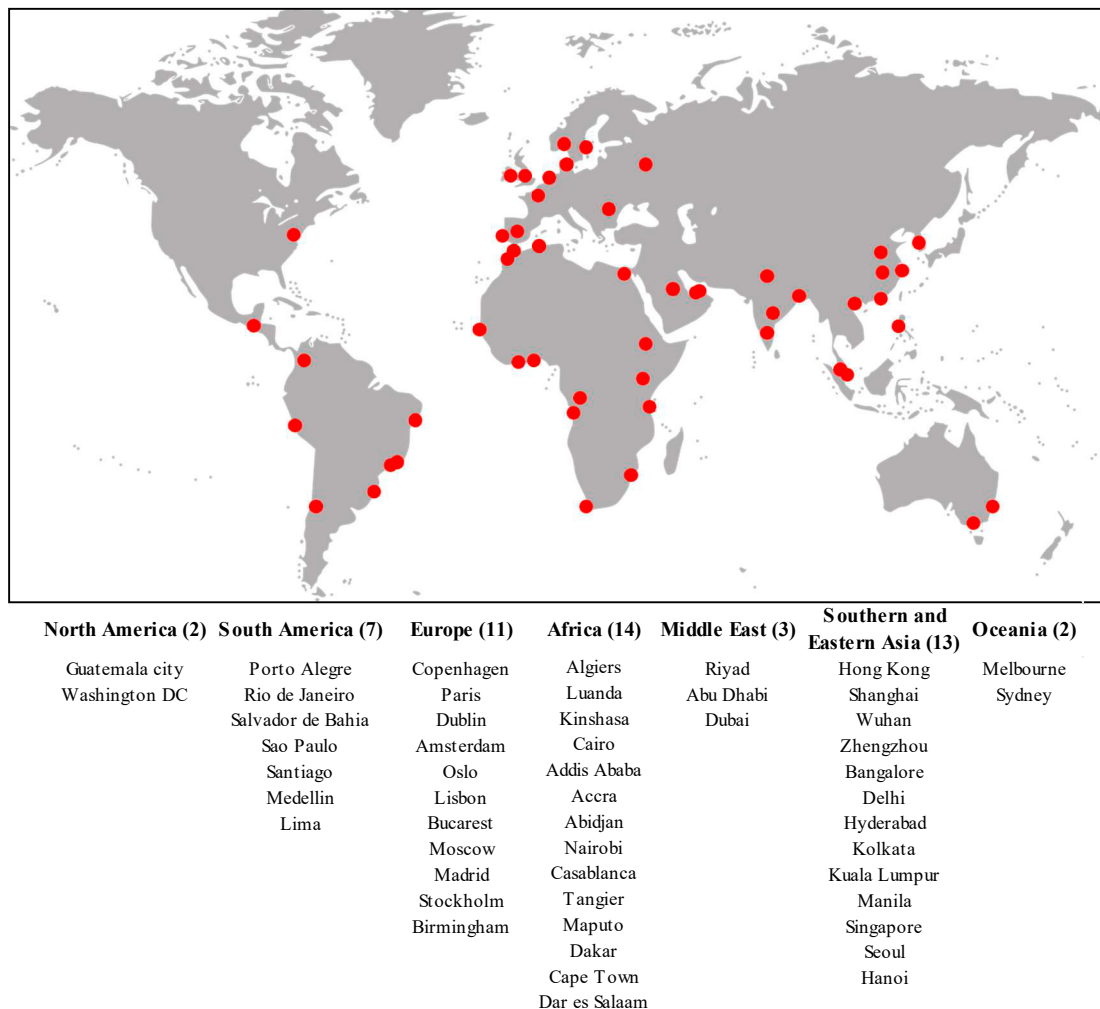 North America (2)
Guatemala city
Washington DC
South America (7)
Porto Alegre
Rio de Janeiro
Salvador de Bahia
Sao Paulo
Santiago
Medellin
Lima
Europe (11)
Copenhagen
Paris
Dublin
Amsterdam
Oslo
Lisbon
Bucarest
Moscow
Madrid
Stockholm
Birmingham
Africa (14)
Algiers
Luanda
Kinshasa
Cairo
Addis Ababa
Accra
Abidjan
Nairobi
Casablanca
Tangier
Maputo
Dakar
Cape Town
Dar es Salaam
Middle East (3)
Riyad
Abu Dhabi
Dubai
Southern and
Eastern Asia (13)
Hong Kong
Shanghai
Wuhan
Zhengzhou
Bangalore
Delhi
Hyderabad
Kolkata
Kuala Lumpur
Manila
Singapore
Seoul
Hanoi
Oceania (2)
Melbourne
Sydney